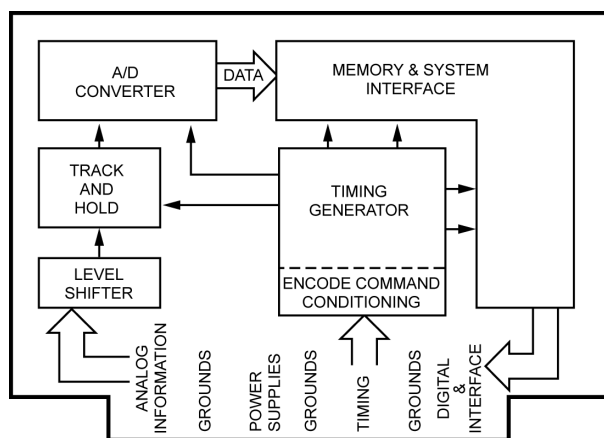 A/D
CONVERTER
DATA
MEMORY & SYSTEM
INTERFACE
TRACK
AND
HOLD
TIMING
GENERATOR
LEVEL
SHIFTER
ENCODE COMMAND
CONDITIONING
ANALOG
INFORMATION
GROUNDS
POWER
SUPPLIES
GROUNDS
TIMING
GROUNDS
DIGITAL
&
INTERFACE